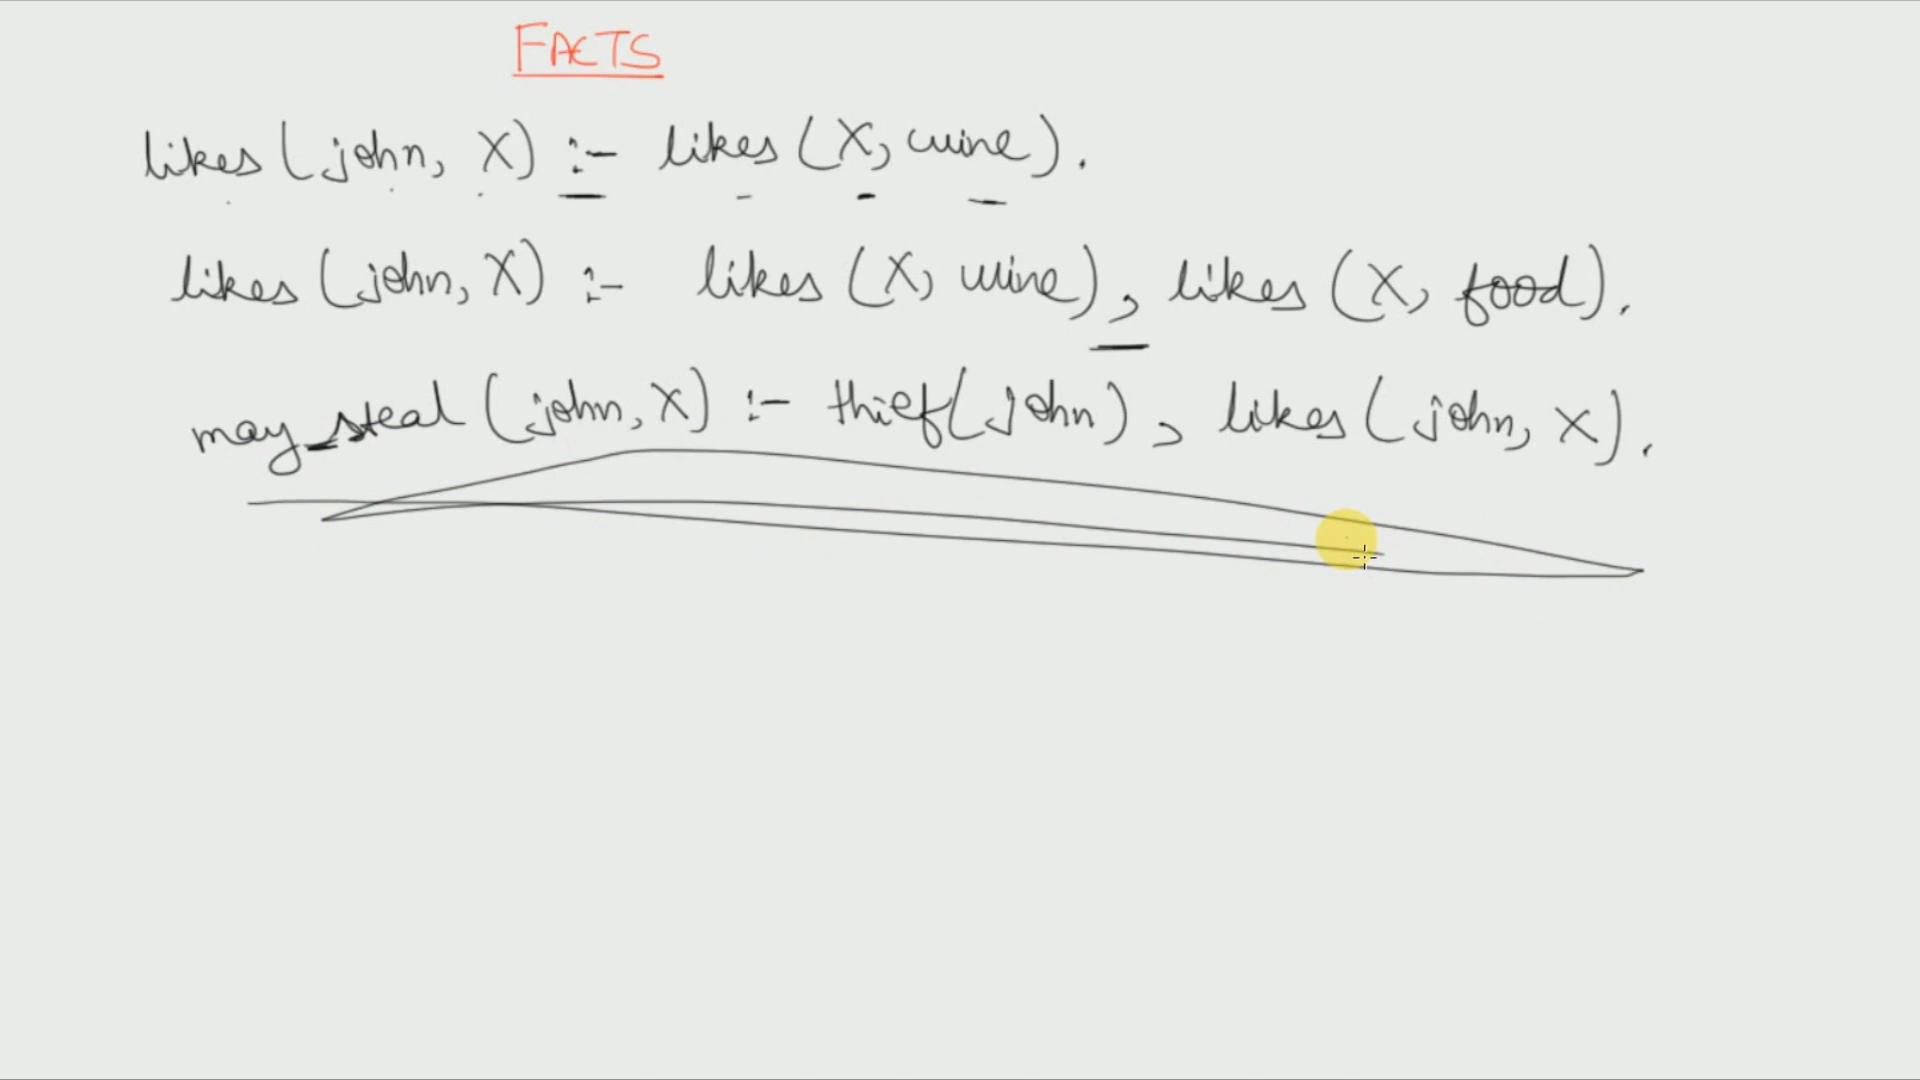 FACTS
likes (john, X) :- likes (X, wine).
likes (john, X) :- likes (X, wine), likes (X, food).
may_steal (john, X) :- thief(john), likes (john, X).